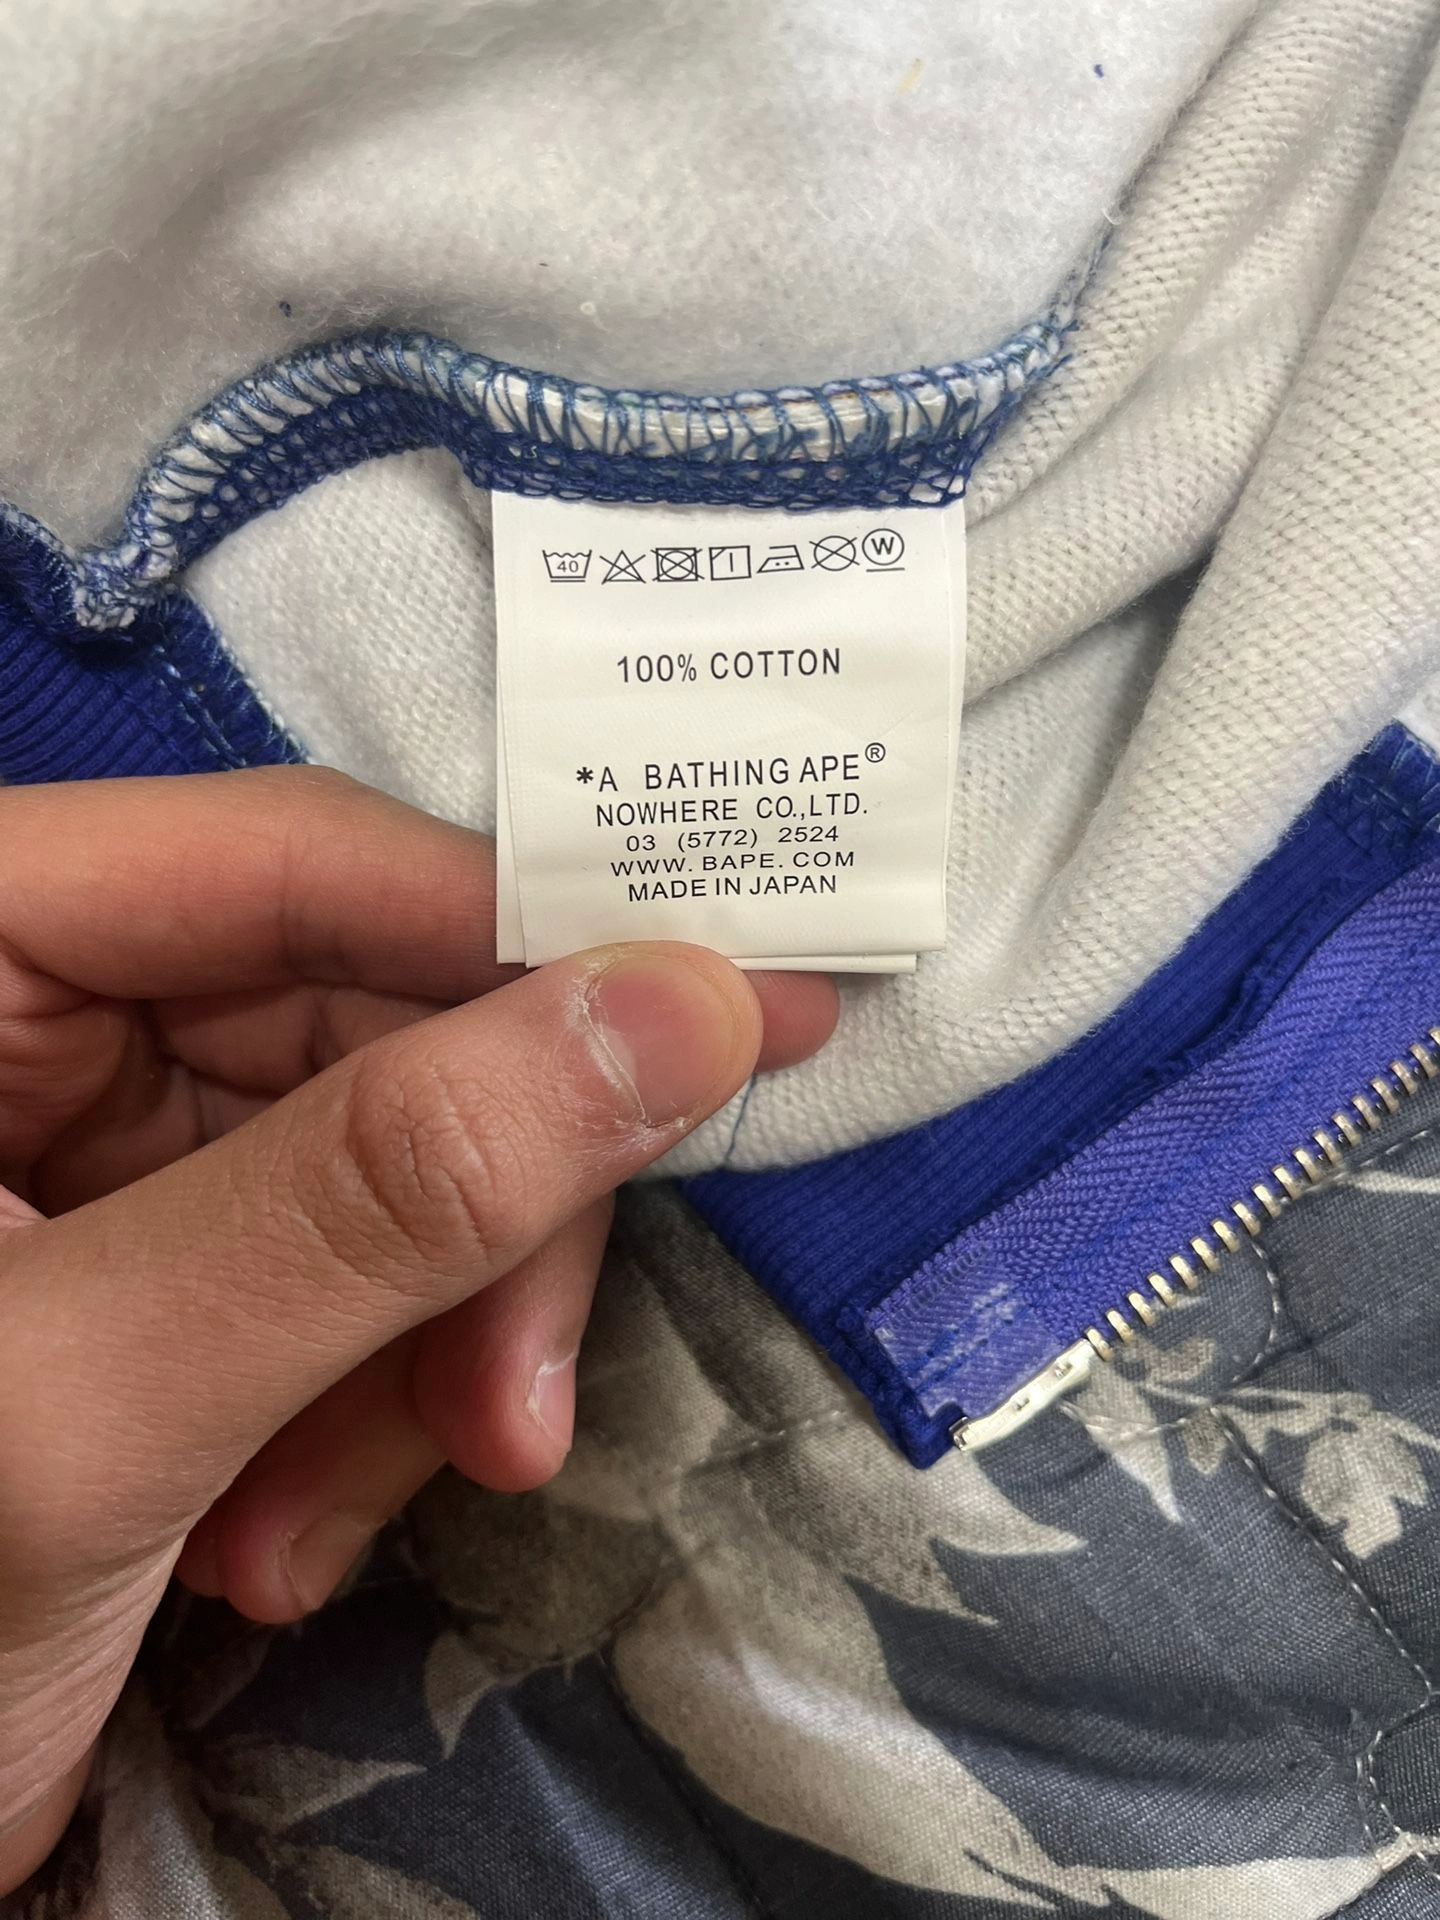 40 W
100% COTTON
*A BATHING APE®
NOWHERE CO.,LTD.
03 (5772) 2524
WWW.BAPE.COM
MADE IN JAPAN